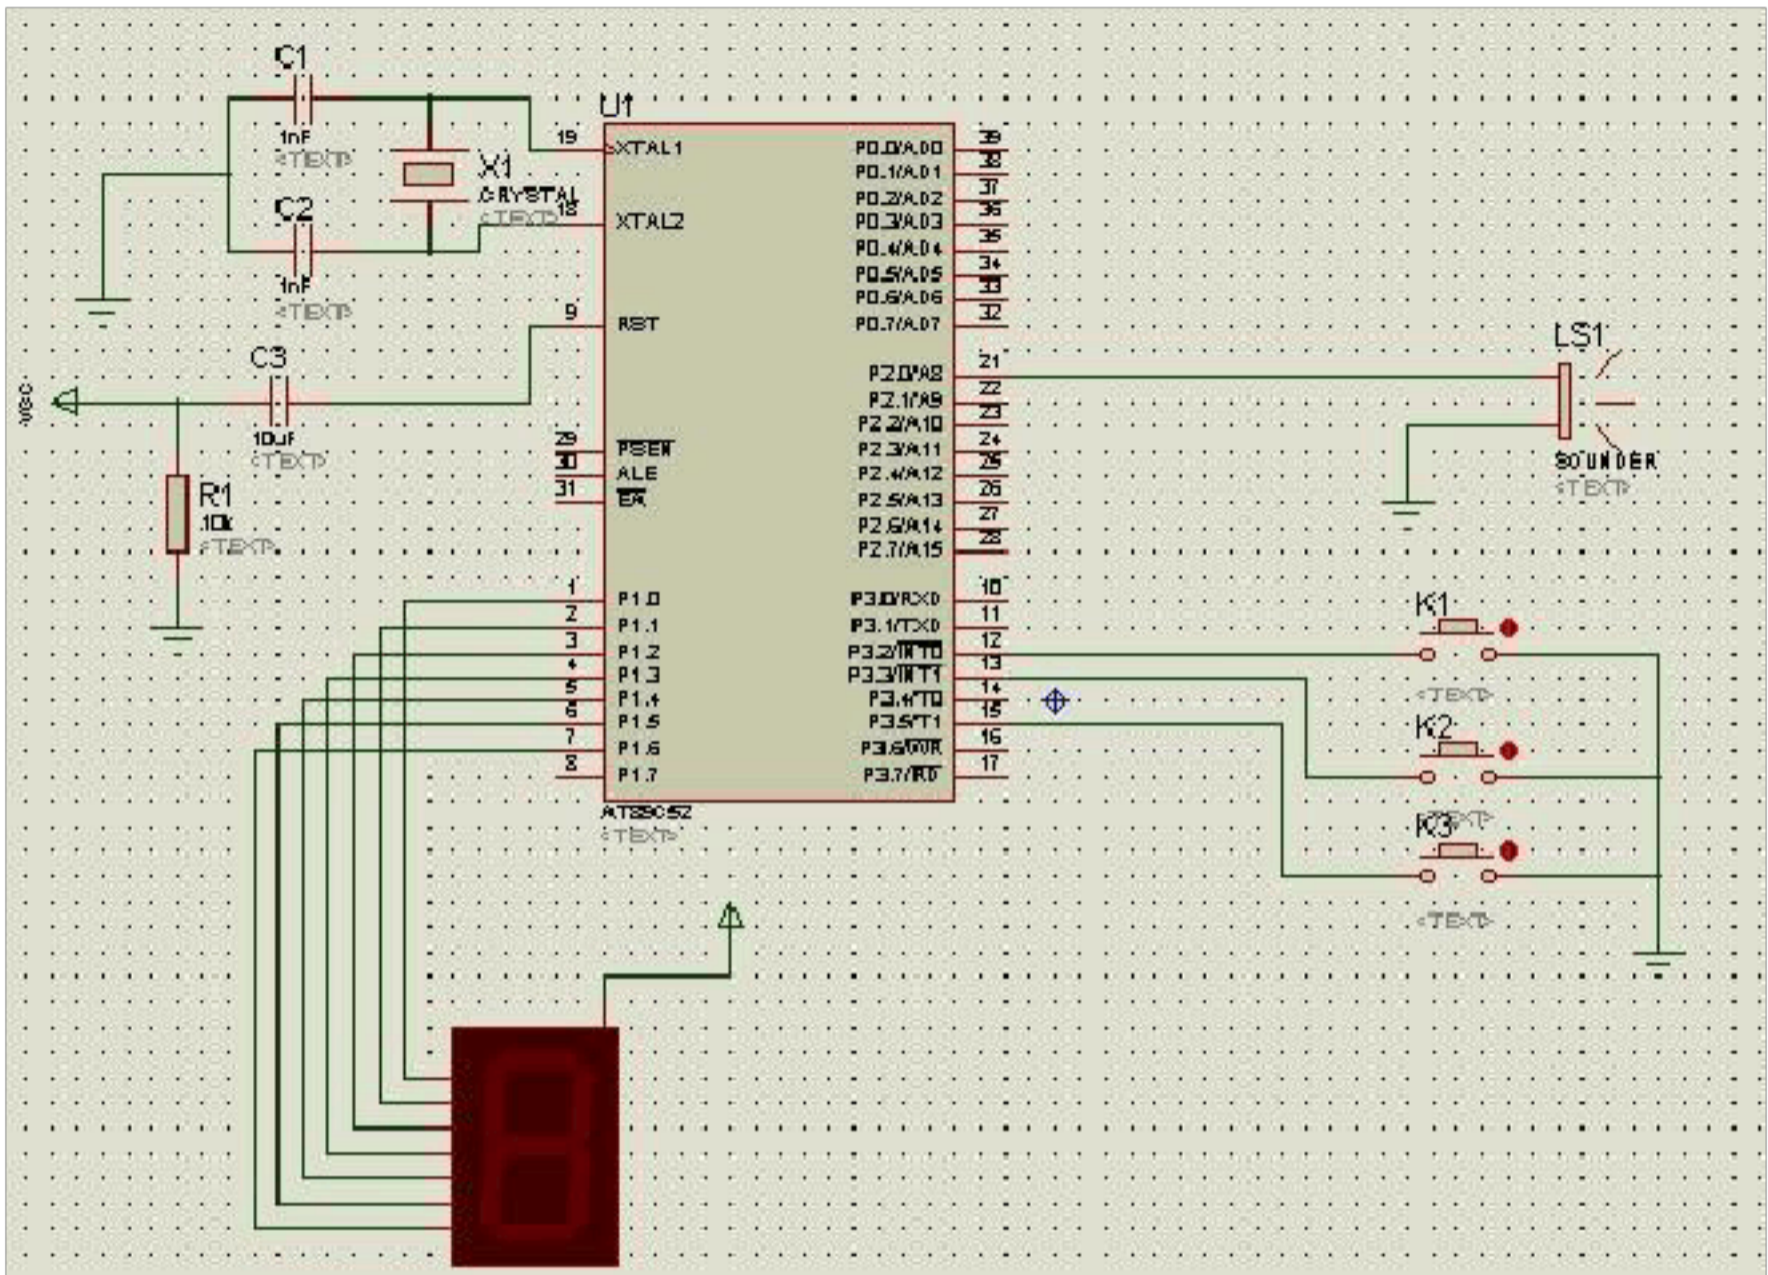 C1
1nF
<TEXT>
C2
1nF
<TEXT>
X1
CRYSTAL
<TEXT>
U1
19
XTAL1
18
XTAL2
9
RST
29
PSEN
30
ALE
31
EA
1
P1.0
2
P1.1
3
P1.2
4
P1.3
5
P1.4
6
P1.5
7
P1.6
8
P1.7
P0.0/AD0
39
P0.1/AD1
38
P0.2/AD2
37
P0.3/AD3
36
P0.4/AD4
35
P0.5/AD5
34
P0.6/AD6
33
P0.7/AD7
32
P2.0/A8
21
P2.1/A9
22
P2.2/A10
23
P2.3/A11
24
P2.4/A12
25
P2.5/A13
26
P2.6/A14
27
P2.7/A15
28
P3.0/RXD
10
P3.1/TXD
11
P3.2/INT0
12
P3.3/INT1
13
P3.4/T0
14
P3.5/T1
15
P3.6/WR
16
P3.7/RD
17
AT89C52
<TEXT>
VCC
C3
10uF
<TEXT>
R1
10k
<TEXT>
LS1
SOUNDER
<TEXT>
K1
<TEXT>
K2
<TEXT>
K3
<TEXT>